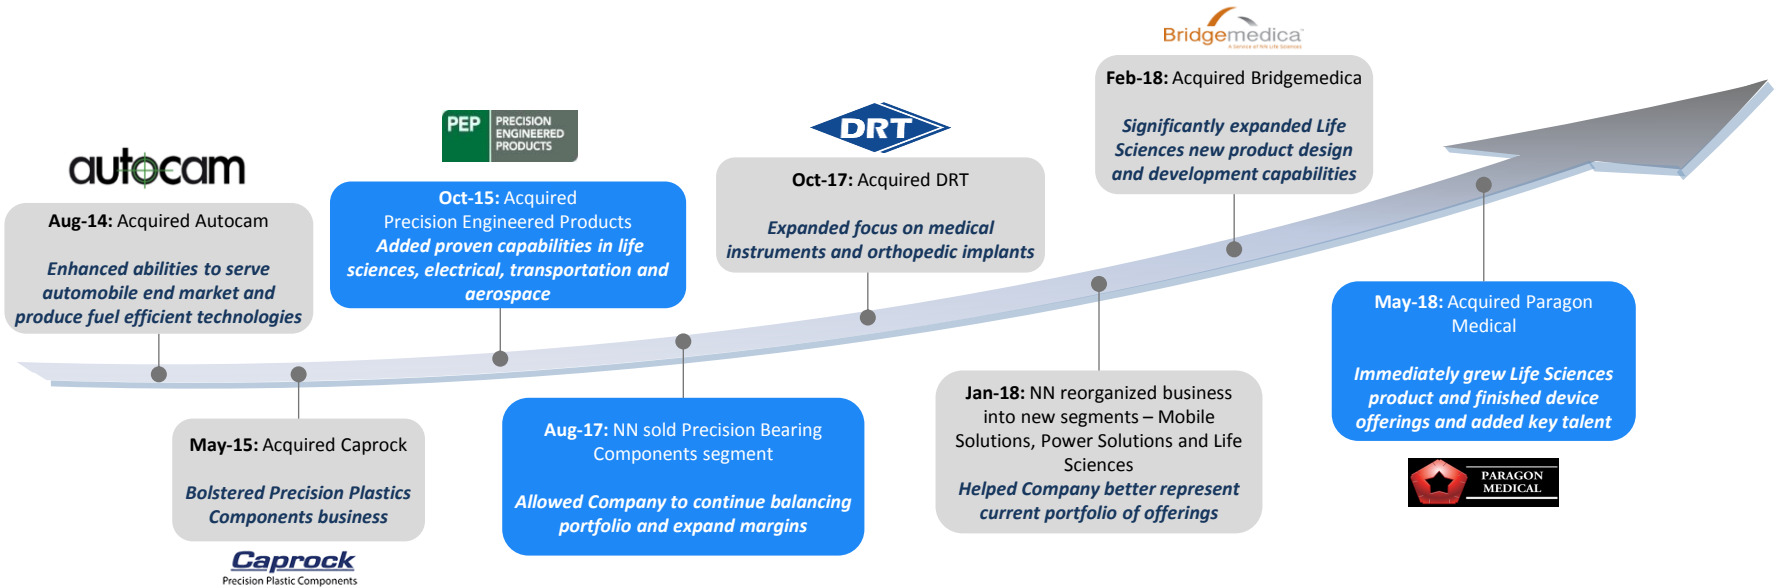 autocam
Aug-14: Acquired Autocam
Enhanced abilities to serve
automobile end market and
produce fuel efficient technologies
May-15: Acquired Caprock
Bolstered Precision Plastics
Components business
Caprock
Precision Plastic Components
PEP
PRECISION
ENGINEERED
PRODUCTS
Oct-15: Acquired
Precision Engineered Products
Added proven capabilities in life
sciences, electrical, transportation and
aerospace
Aug-17: NN sold Precision Bearing
Components segment
Allowed Company to continue balancing
portfolio and expand margins
DRT
Oct-17: Acquired DRT
Expanded focus on medical
instruments and orthopedic implants
Jan-18: NN reorganized business
into new segments – Mobile
Solutions, Power Solutions and Life
Sciences
Helped Company better represent
current portfolio of offerings
Bridgemedica
A Service of NN Life Sciences
Feb-18: Acquired Bridgemedica
Significantly expanded Life
Sciences new product design
and development capabilities
May-18: Acquired Paragon
Medical
Immediately grew Life Sciences
product and finished device
offerings and added key talent
PARAGON
MEDICAL